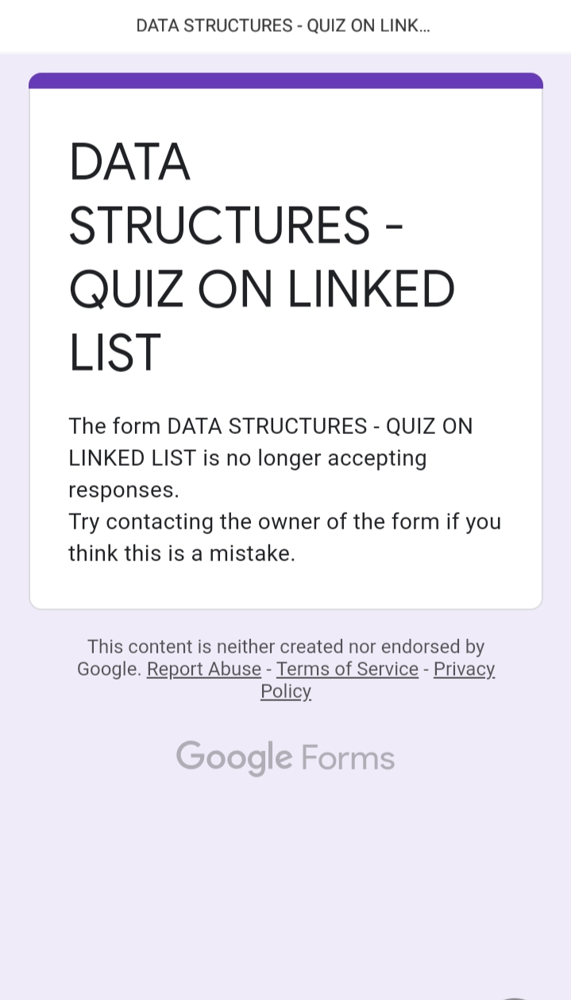 DATA STRUCTURES - QUIZ ON LINK...
DATA
STRUCTURES -
QUIZ ON LINKED
LIST
The form DATA STRUCTURES - QUIZ ON
LINKED LIST is no longer accepting
responses.
Try contacting the owner of the form if you
think this is a mistake.
This content is neither created nor endorsed by
Google. Report Abuse - Terms of Service - Privacy
Policy
Google Forms